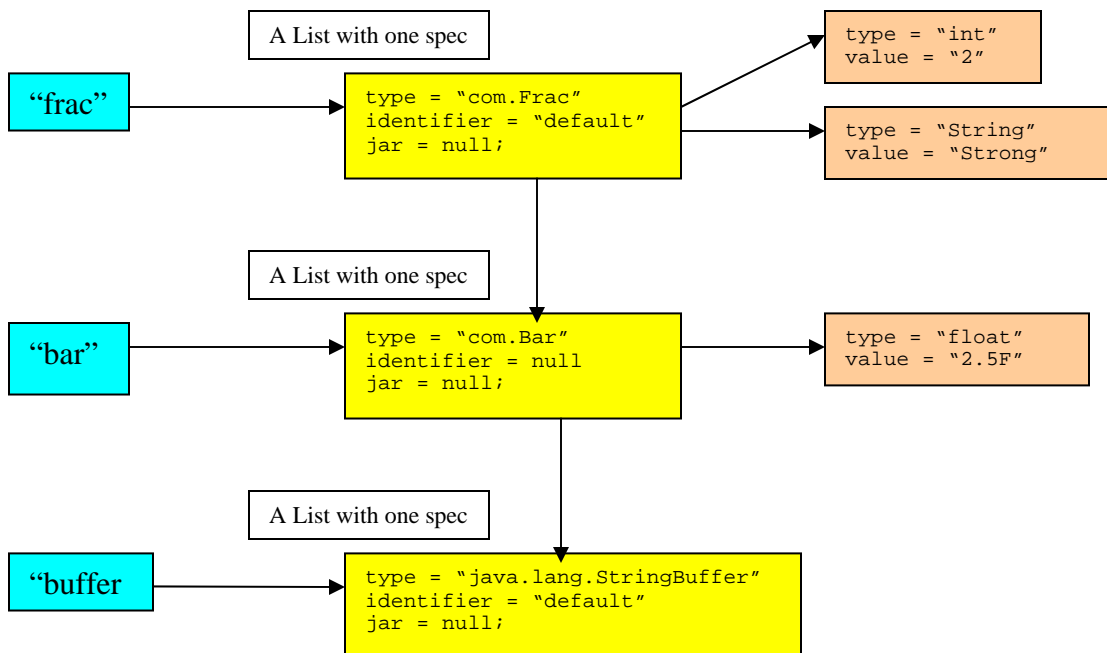 A List with one spec
type = “int”
value = “2”
“frac”
type = “com.Frac”
identifier = “default”
jar = null;
type = “String”
value = “Strong”
A List with one spec
“bar”
type = “com.Bar”
identifier = null
jar = null;
type = “float”
value = “2.5F”
A List with one spec
“buffer
type = “java.lang.StringBuffer”
identifier = “default”
jar = null;